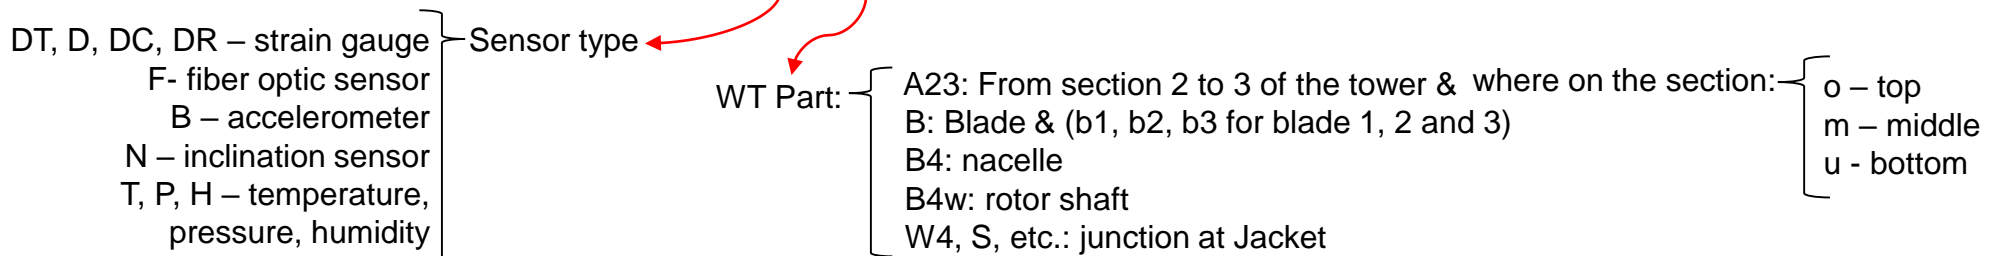 DT, D, DC, DR – strain gauge
F- fiber optic sensor
B – accelerometer
N – inclination sensor
T, P, H – temperature,
pressure, humidity
Sensor type
WT Part:
A23: From section 2 to 3 of the tower & where on the section:
B: Blade & (b1, b2, b3 for blade 1, 2 and 3)
B4: nacelle
B4w: rotor shaft
W4, S, etc.: junction at Jacket
o – top
m – middle
u - bottom